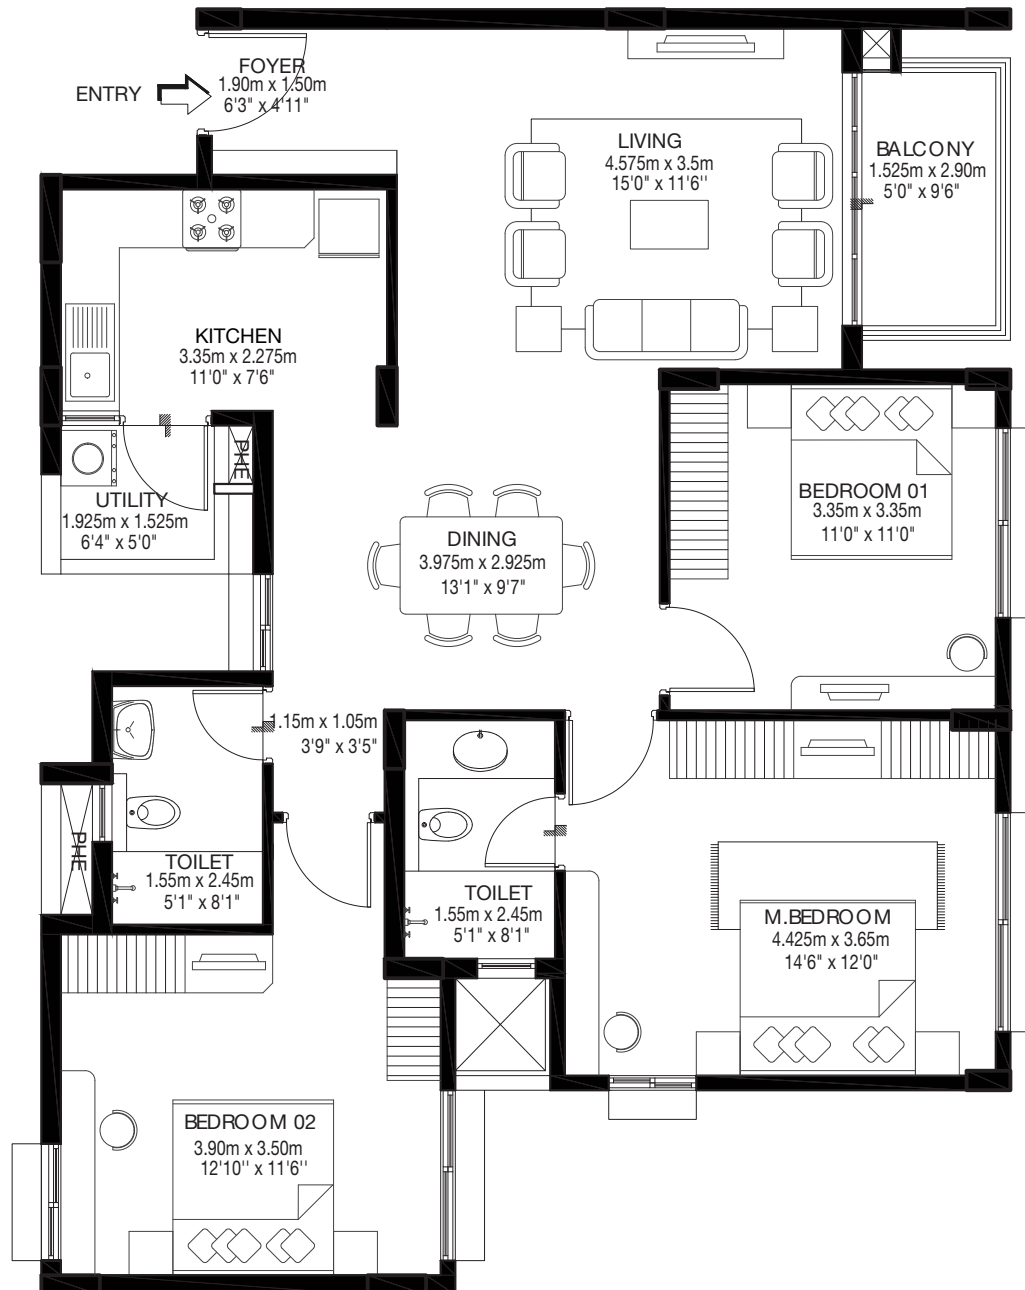 FOYER
1.90m x 1.50m
6'3" x 4'11"
ENTRY
LIVING
4.575m x 3.5m
15'0" x 11'6''
BALCONY
1.525m x 2.90m
5'0" x 9'6"
KITCHEN
3.35m x 2.275m
11'0" x 7'6"
PHE
UTILITY
1.925m x 1.525m
6'4" x 5'0"
BEDROOM 01
3.35m x 3.35m
11'0" x 11'0"
DINING
3.975m x 2.925m
13'1" x 9'7"
1.15m x 1.05m
3'9" x 3'5"
PHE
TOILET
1.55m x 2.45m
5'1" x 8'1"
TOILET
1.55m x 2.45m
5'1" x 8'1"
M.BEDROOM
4.425m x 3.65m
14'6" x 12'0"
BEDROOM 02
3.90m x 3.50m
12'10'' x 11'6''